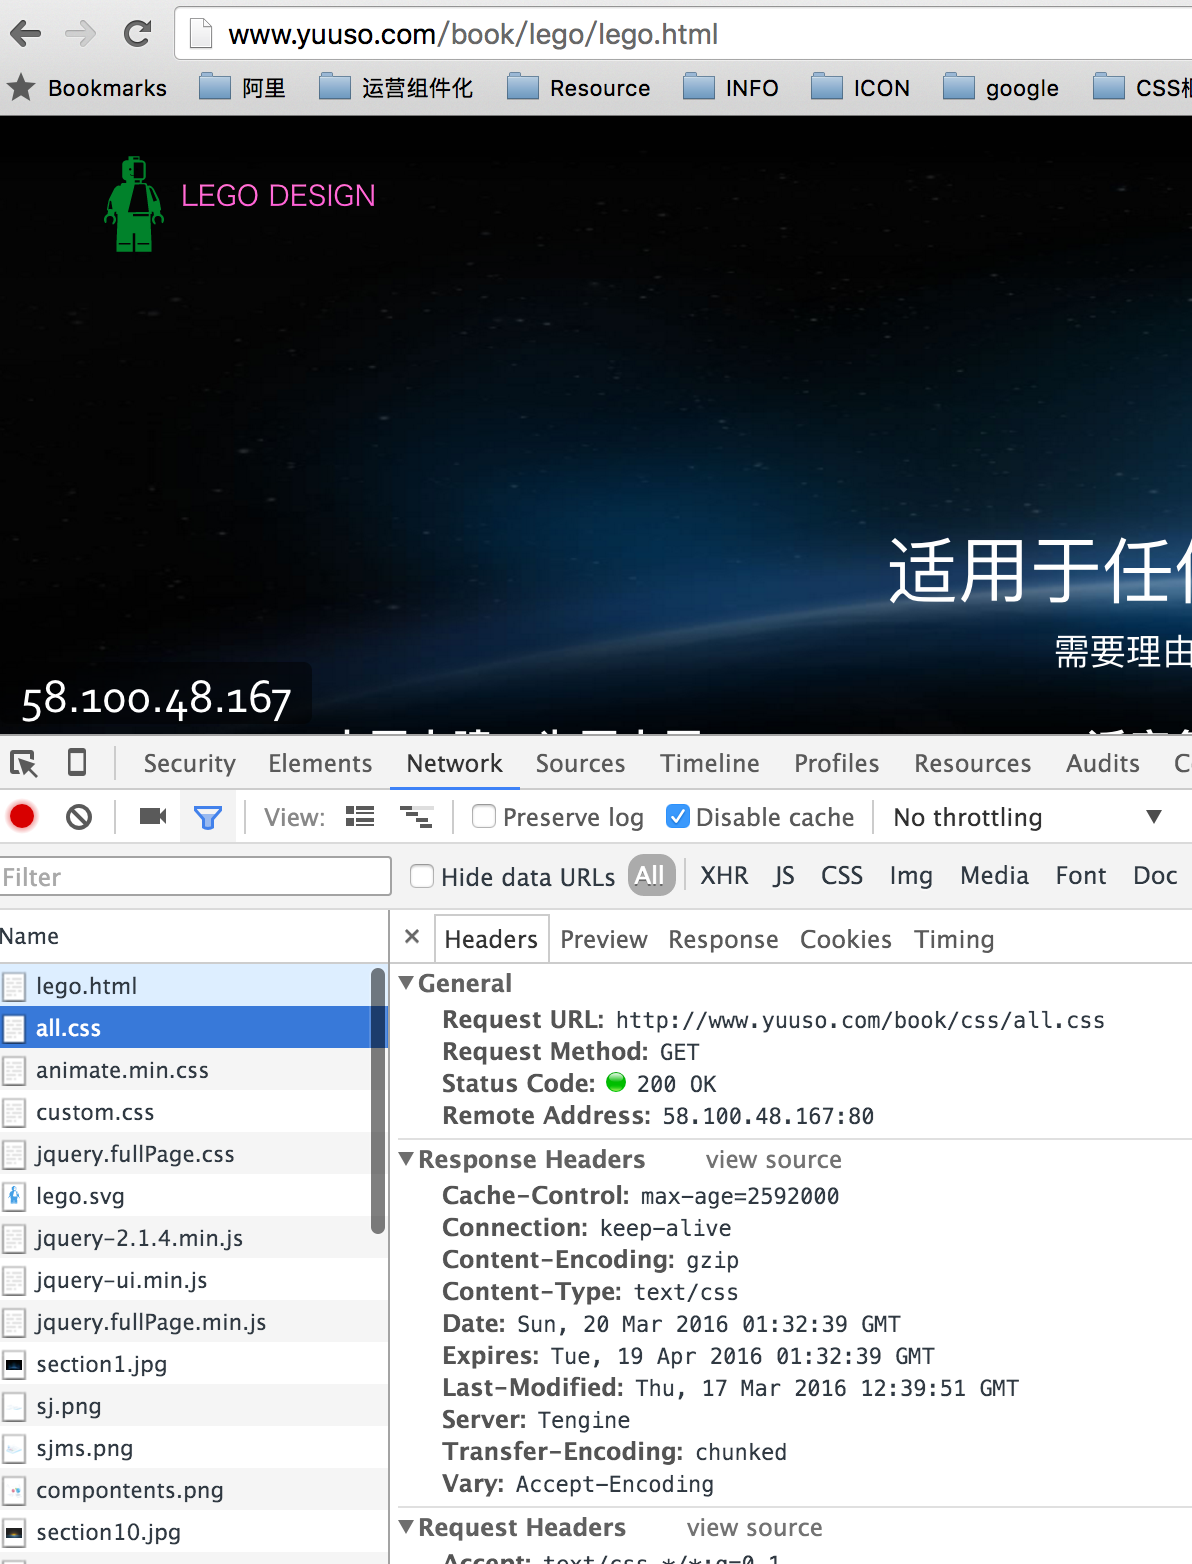 www.yuuso.com/book/lego/lego.html
Bookmarks 阿里 运营组件化 Resource INFO ICON google CSS
LEGO DESIGN
适用于任
需要理由
58.100.48.167
Security Elements Network Sources Timeline Profiles Resources Audits C
View: Preserve log Disable cache No throttling
Filter Hide data URLs All XHR JS CSS Img Media Font Doc
Name
lego.html
all.css
animate.min.css
custom.css
jquery.fullPage.css
lego.svg
jquery-2.1.4.min.js
jquery-ui.min.js
jquery.fullPage.min.js
section1.jpg
sj.png
sjms.png
compontents.png
section10.jpg
× Headers Preview Response Cookies Timing
General
Request URL: http://www.yuuso.com/book/css/all.css
Request Method: GET
Status Code: 200 OK
Remote Address: 58.100.48.167:80
Response Headers view source
Cache-Control: max-age=2592000
Connection: keep-alive
Content-Encoding: gzip
Content-Type: text/css
Date: Sun, 20 Mar 2016 01:32:39 GMT
Expires: Tue, 19 Apr 2016 01:32:39 GMT
Last-Modified: Thu, 17 Mar 2016 12:39:51 GMT
Server: Tengine
Transfer-Encoding: chunked
Vary: Accept-Encoding
Request Headers view source
Accept: text/css,*/*;q=0.1